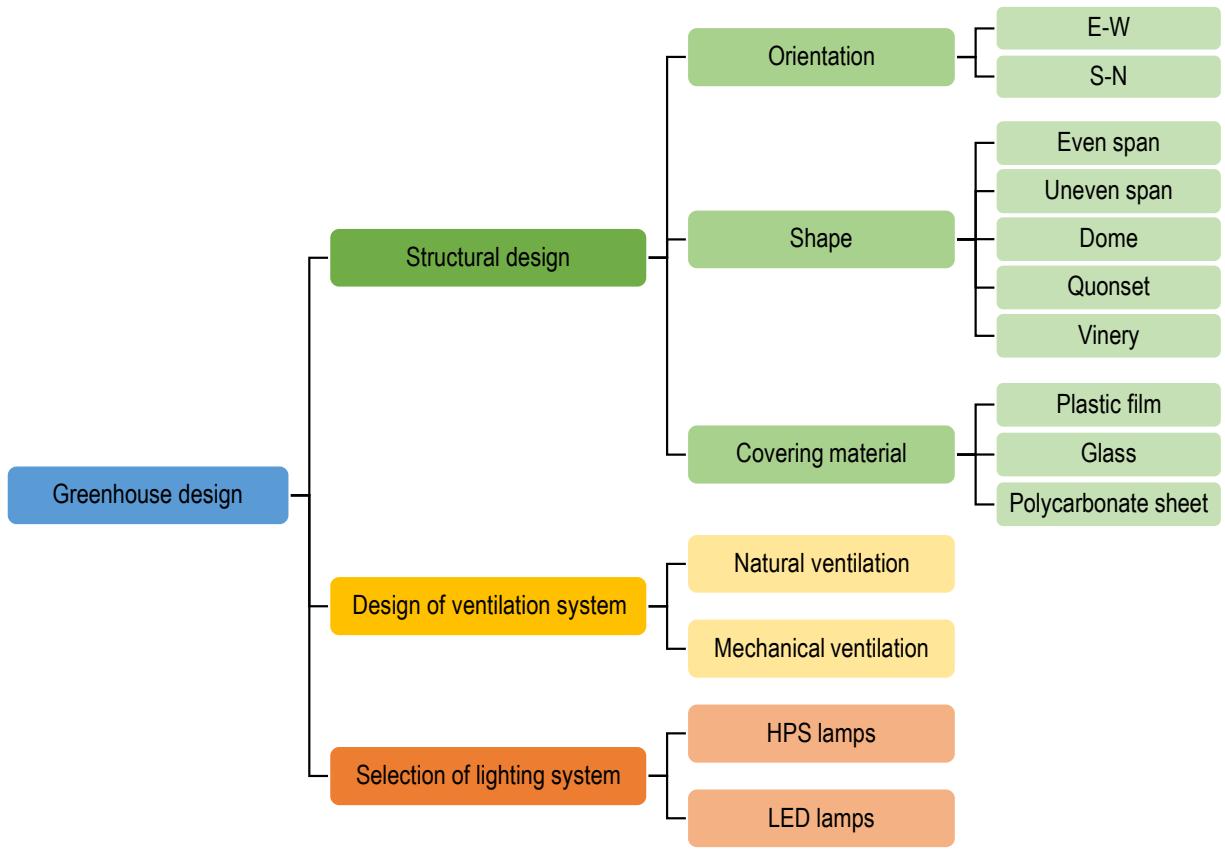 Greenhouse design
Structural design
Orientation
E-W
S-N
Shape
Even span
Uneven span
Dome
Quonset
Vinery
Covering material
Plastic film
Glass
Polycarbonate sheet
Design of ventilation system
Natural ventilation
Mechanical ventilation
Selection of lighting system
HPS lamps
LED lamps